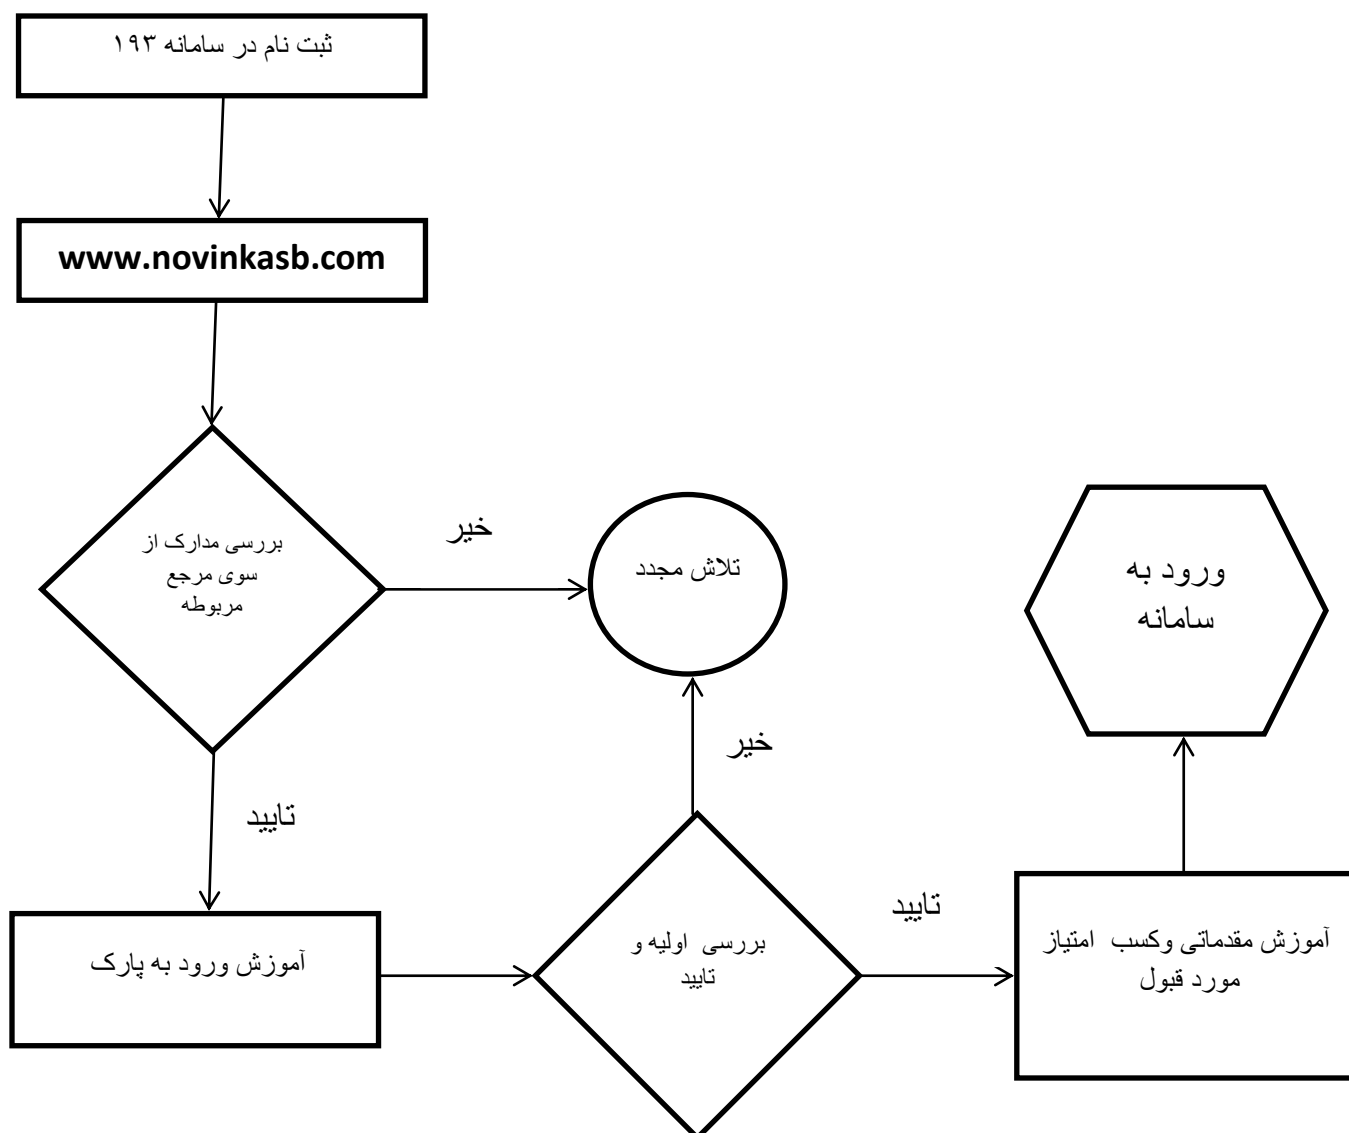 ثبت نام در سامانه ۱۹۳
www.novinkasb.com
بررسی مدارک از
سوی مرجع
مربوطه
خیر
تلاش مجدد
ورود به
سامانه
خیر
تایید
آموزش ورود به پارک
بررسی اولیه و
تایید
تایید
آموزش مقدماتی وکسب امتیاز
مورد قبول